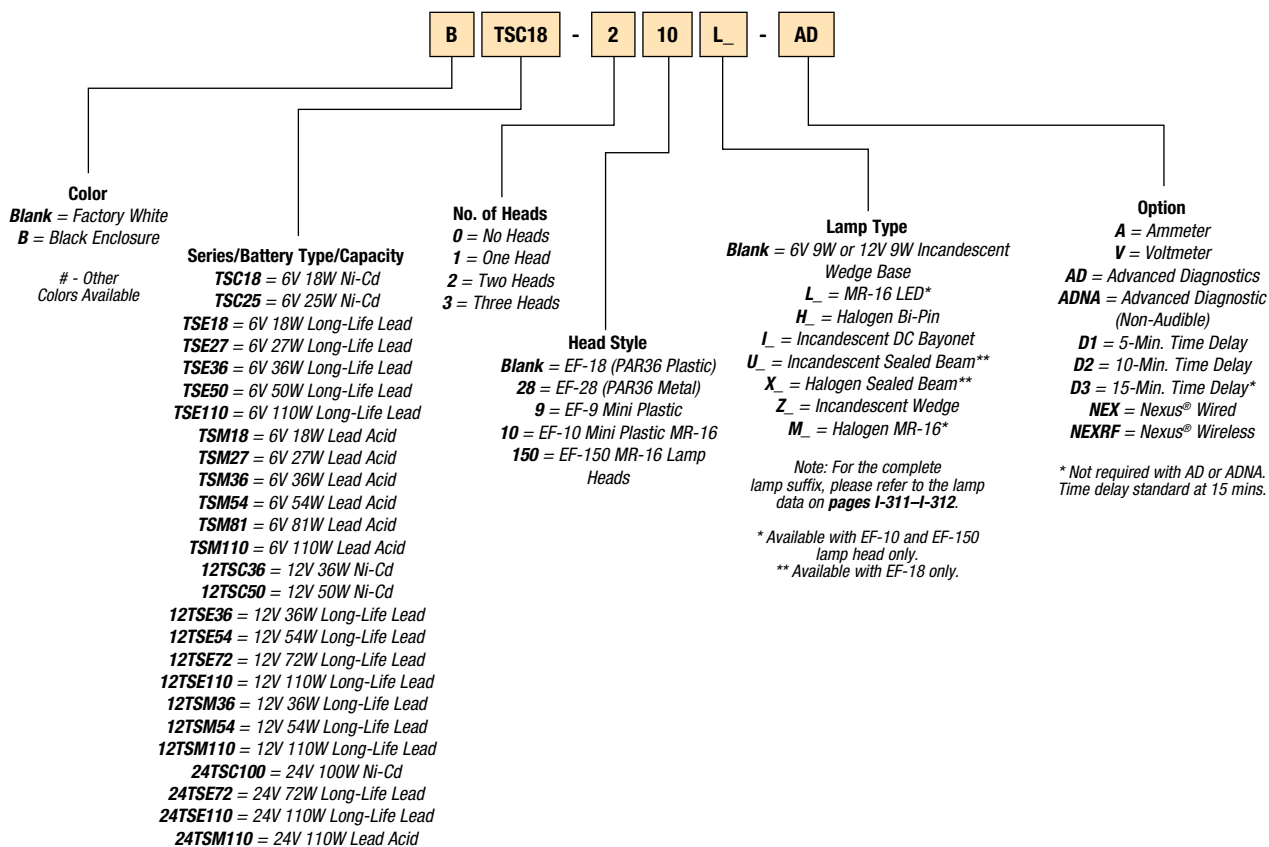 B TSC18 - 2 10 L_ - AD
Color
Blank = Factory White
B = Black Enclosure
# - Other
Colors Available
Series/Battery Type/Capacity
TSC18 = 6V 18W Ni-Cd
TSC25 = 6V 25W Ni-Cd
TSE18 = 6V 18W Long-Life Lead
TSE27 = 6V 27W Long-Life Lead
TSE36 = 6V 36W Long-Life Lead
TSE50 = 6V 50W Long-Life Lead
TSE110 = 6V 110W Long-Life Lead
TSM18 = 6V 18W Lead Acid
TSM27 = 6V 27W Lead Acid
TSM36 = 6V 36W Lead Acid
TSM54 = 6V 54W Lead Acid
TSM81 = 6V 81W Lead Acid
TSM110 = 6V 110W Lead Acid
12TSC36 = 12V 36W Ni-Cd
12TSC50 = 12V 50W Ni-Cd
12TSE36 = 12V 36W Long-Life Lead
12TSE54 = 12V 54W Long-Life Lead
12TSE72 = 12V 72W Long-Life Lead
12TSE110 = 12V 110W Long-Life Lead
12TSM36 = 12V 36W Long-Life Lead
12TSM54 = 12V 54W Long-Life Lead
12TSM110 = 12V 110W Long-Life Lead
24TSC100 = 24V 100W Ni-Cd
24TSE72 = 24V 72W Long-Life Lead
24TSE110 = 24V 110W Long-Life Lead
24TSM110 = 24V 110W Lead Acid
No. of Heads
0 = No Heads
1 = One Head
2 = Two Heads
3 = Three Heads
Head Style
Blank = EF-18 (PAR36 Plastic)
28 = EF-28 (PAR36 Metal)
9 = EF-9 Mini Plastic
10 = EF-10 Mini Plastic MR-16
150 = EF-150 MR-16 Lamp
Heads
Lamp Type
Blank = 6V 9W or 12V 9W Incandescent
Wedge Base
L_ = MR-16 LED*
H_ = Halogen Bi-Pin
I_ = Incandescent DC Bayonet
U_ = Incandescent Sealed Beam**
X_ = Halogen Sealed Beam**
Z_ = Incandescent Wedge
M_ = Halogen MR-16*
Note: For the complete
lamp suffix, please refer to the lamp
data on pages I-311–I-312.
* Available with EF-10 and EF-150
lamp head only.
** Available with EF-18 only.
Option
A = Ammeter
V = Voltmeter
AD = Advanced Diagnostics
ADNA = Advanced Diagnostic
(Non-Audible)
D1 = 5-Min. Time Delay
D2 = 10-Min. Time Delay
D3 = 15-Min. Time Delay*
NEX = Nexus® Wired
NEXRF = Nexus® Wireless
* Not required with AD or ADNA.
Time delay standard at 15 mins.